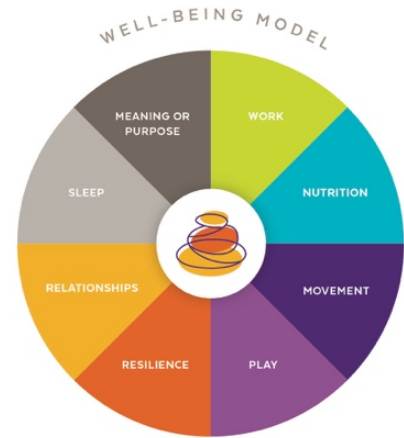 WELL-BEING MODEL
WORK
NUTRITION
MOVEMENT
PLAY
RESILIENCE
RELATIONSHIPS
SLEEP
MEANING OR
PURPOSE